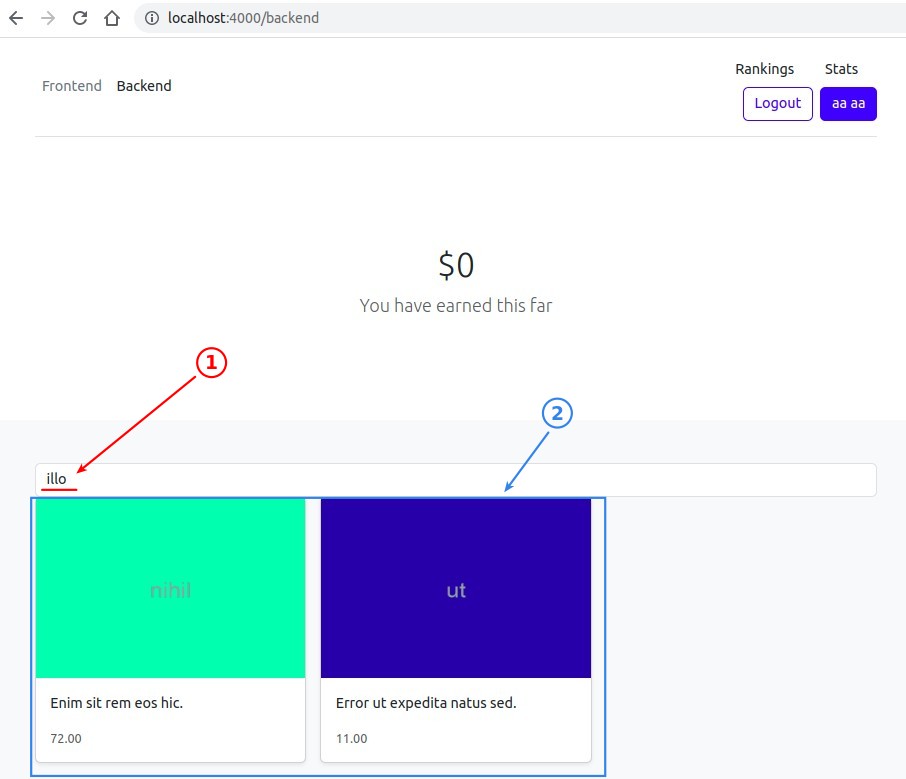 localhost:4000/backend
Rankings Stats
Frontend Backend
Logout aa aa
$0
You have earned this far
1
2
illo
nihil ut
Enim sit rem eos hic. Error ut expedita natus sed.
72.00 11.00